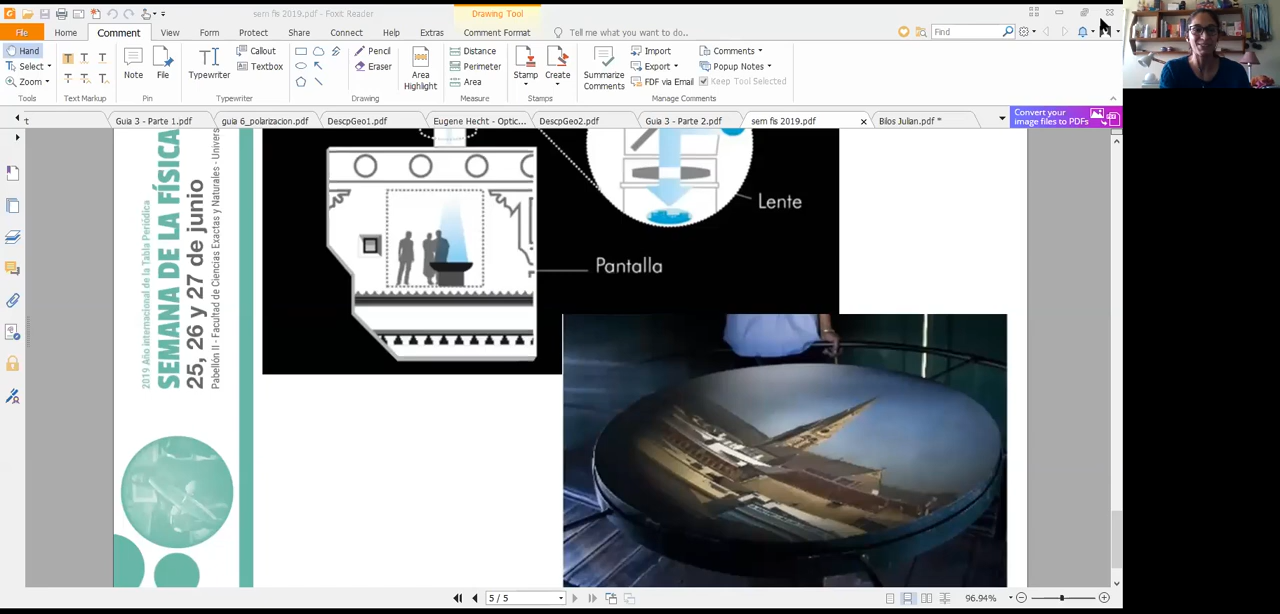 sem fis 2019.pdf - Foxit Reader
Drawing Tool
File
Home
Comment
View
Form
Protect
Share
Connect
Help
Extras
Comment Format
Tell me what you want to do..
Find
Hand
Select
Zoom
Tools
Text Markup
Note
File
Pin
Typewriter
Callout
Textbox
Typewriter
Pencil
Eraser
Drawing
Area
Highlight
Distance
Perimeter
Area
Measure
Stamp
Create
Stamps
Summarize
Comments
Import
Export
FDF via Email
Comments
Popup Notes
Keep Tool Selected
Manage Comments
t
Guia 3 - Parte 1.pdf
guia 6_polarizacion.pdf
DescpGeo1.pdf
Eugene Hecht - Optic...
DescpGeo2.pdf
Guia 3 - Parte 2.pdf
sem fis 2019.pdf
Bilos Julian.pdf *
Convert your
image files to PDFs
2019 Año internacional de la Tabla Periódica
SEMANA DE LA FÍSICA
25, 26 y 27 de junio
Pabellón II - Facultad de Ciencias Exactas y Naturales - Univers
Lente
Pantalla
5 / 5
96.94%